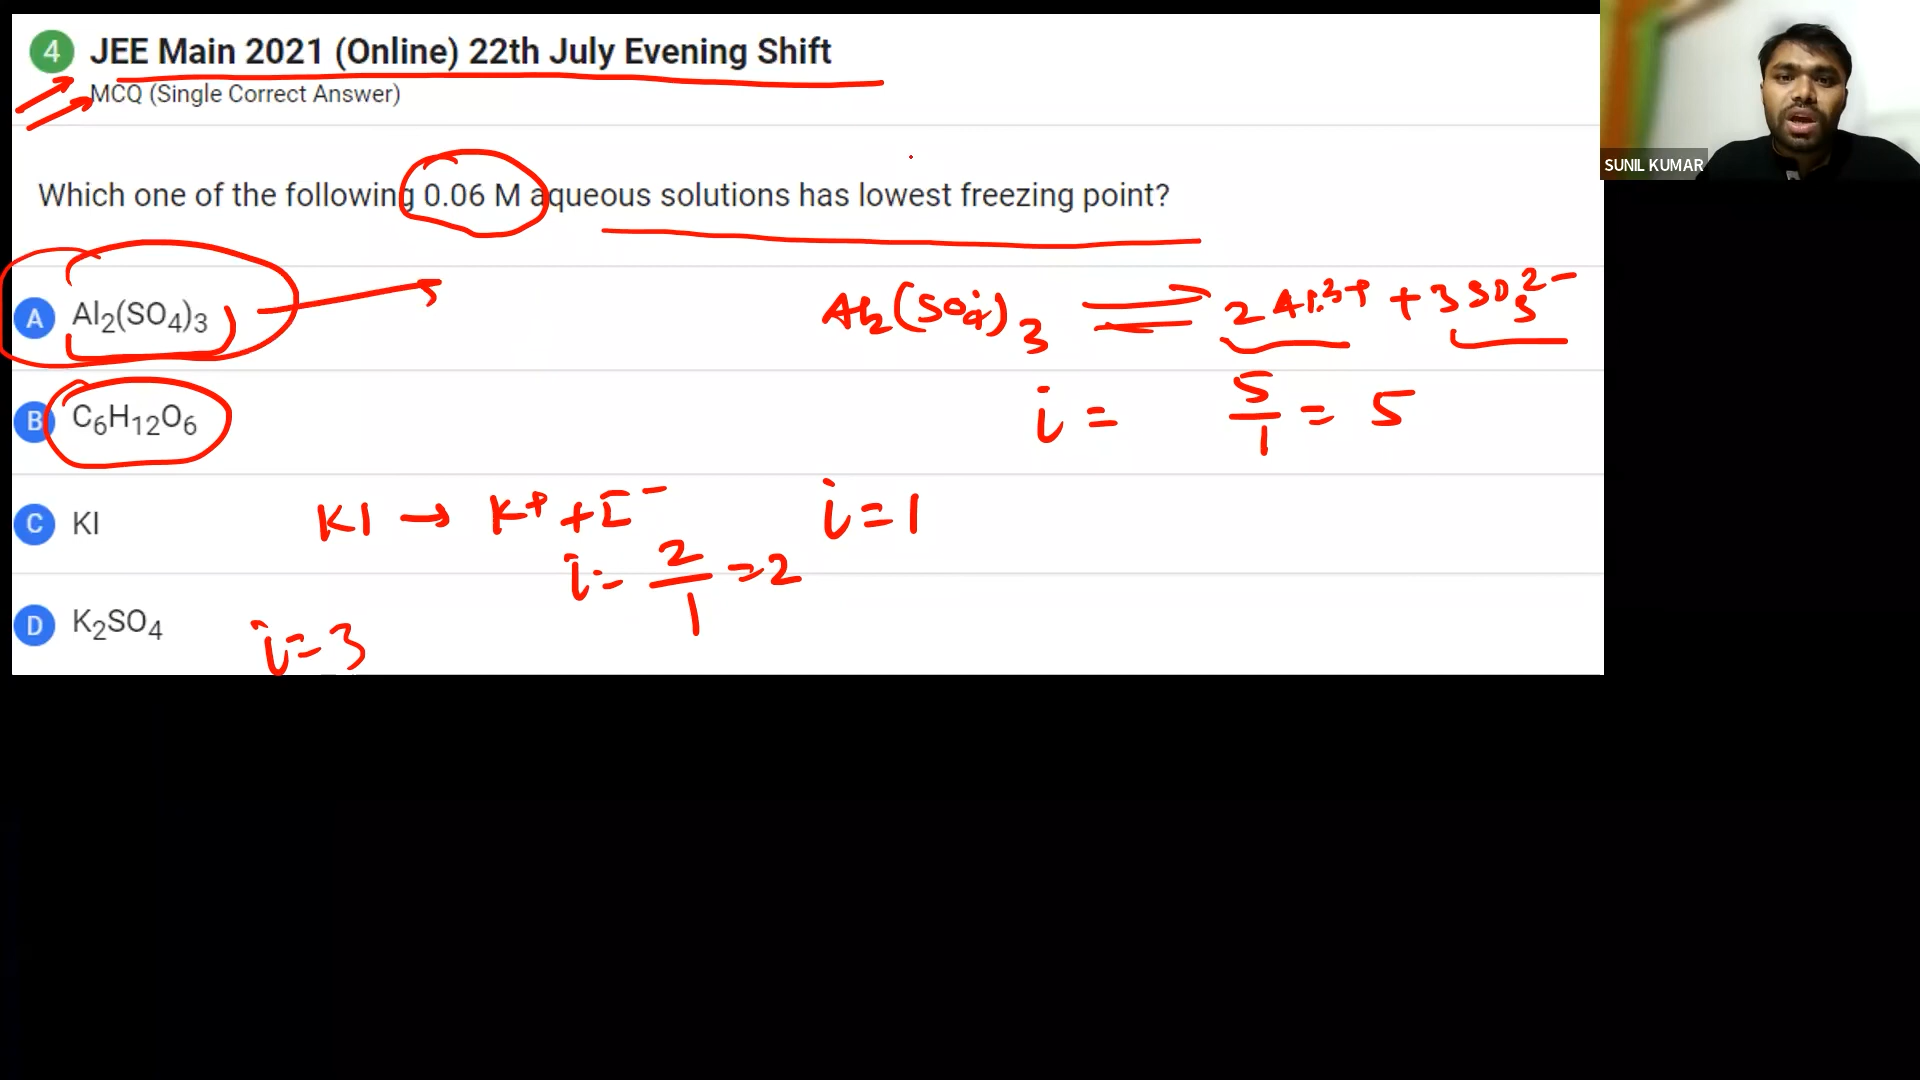 4 JEE Main 2021 (Online) 22th July Evening Shift
MCQ (Single Correct Answer)
SUNIL KUMAR
Which one of the following 0.06 M aqueous solutions has lowest freezing point?
A Al₂(SO₄)₃
Al₂(SO₄)₃ ⇌ 2Al³⁺ + 3SO₃²⁻
B C₆H₁₂O₆
i = 5/1 = 5
C KI
KI → K⁺ + I⁻ i = 1
i = 2/1 = 2
D K₂SO₄
i = 3